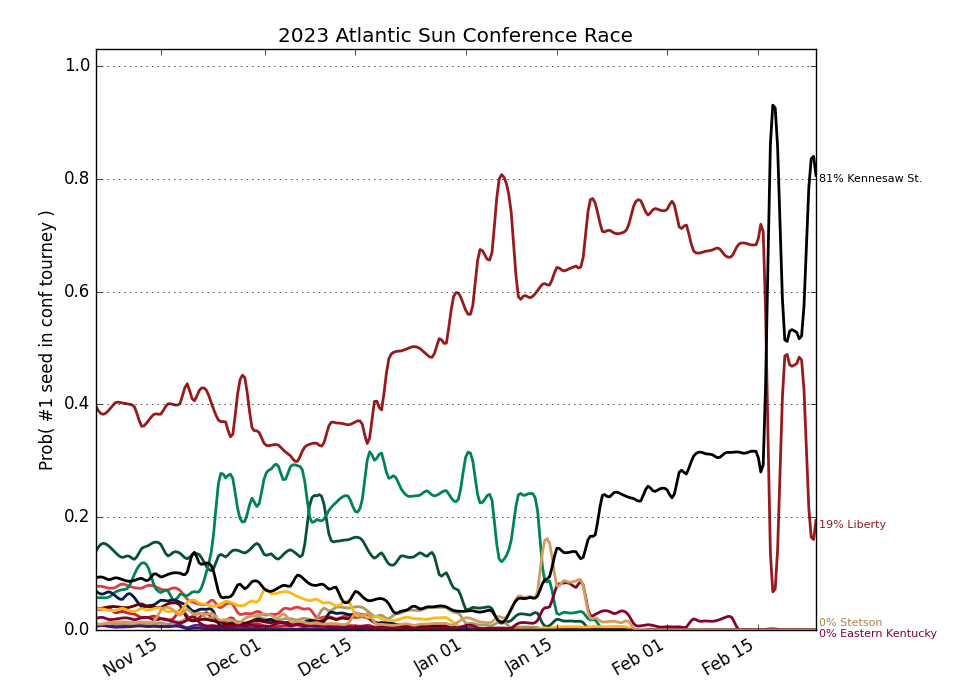 2023 Atlantic Sun Conference Race
Prob( #1 seed in conf tourney )
1.0
0.8
0.6
0.4
0.2
0.0
Nov 15
Dec 01
Dec 15
Jan 01
Jan 15
Feb 01
Feb 15
81% Kennesaw St.
19% Liberty
0% Stetson
0% Eastern Kentucky